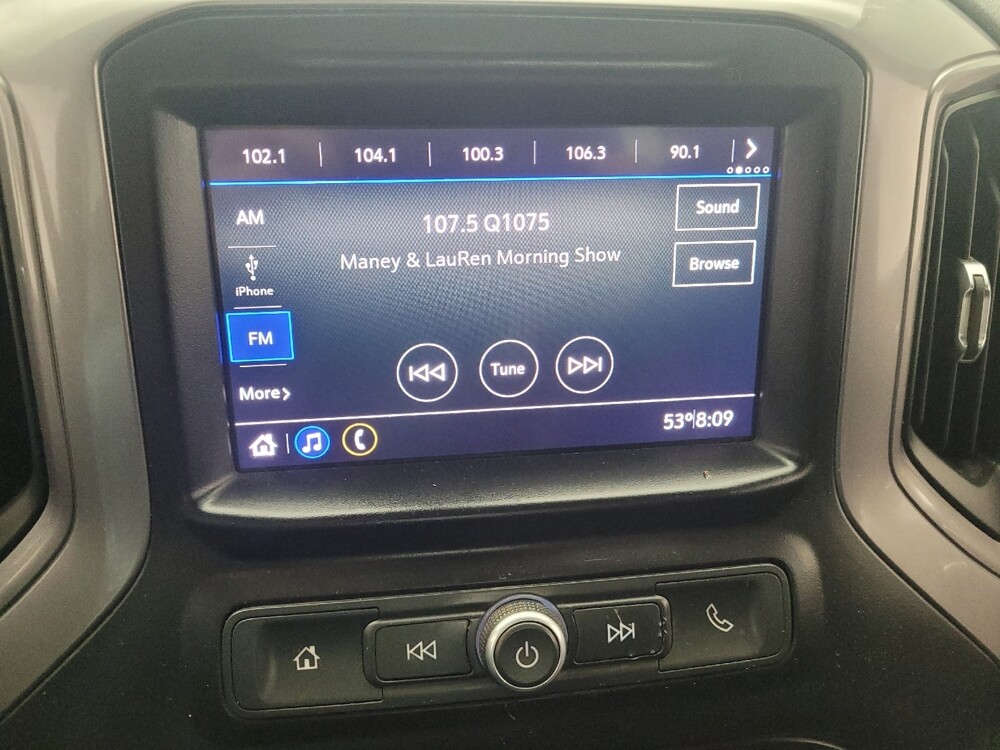 102.1 104.1 100.3 106.3 90.1
AM
107.5 Q1075
Sound
Maney & LauRen Morning Show
Browse
iPhone
FM
Tune
More
53° 8:09